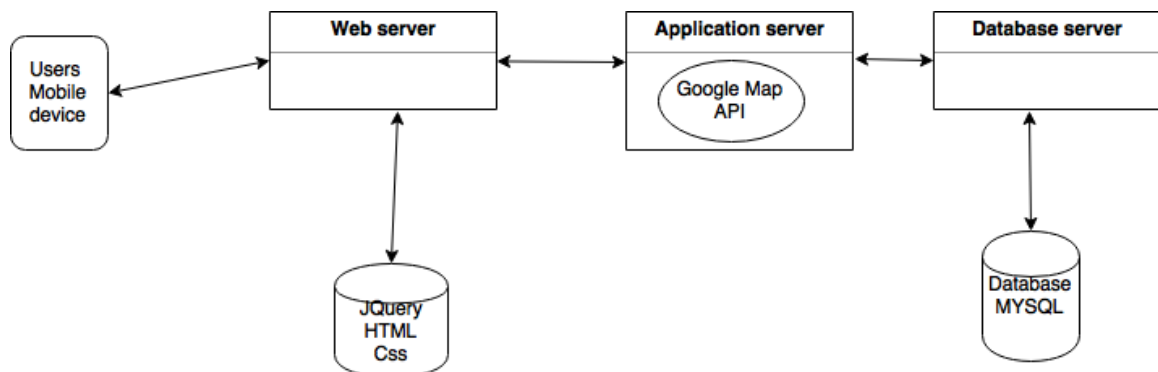 Web server
Application server
Database server
Users
Mobile
device
Google Map
API
JQuery
HTML
Css
Database
MYSQL